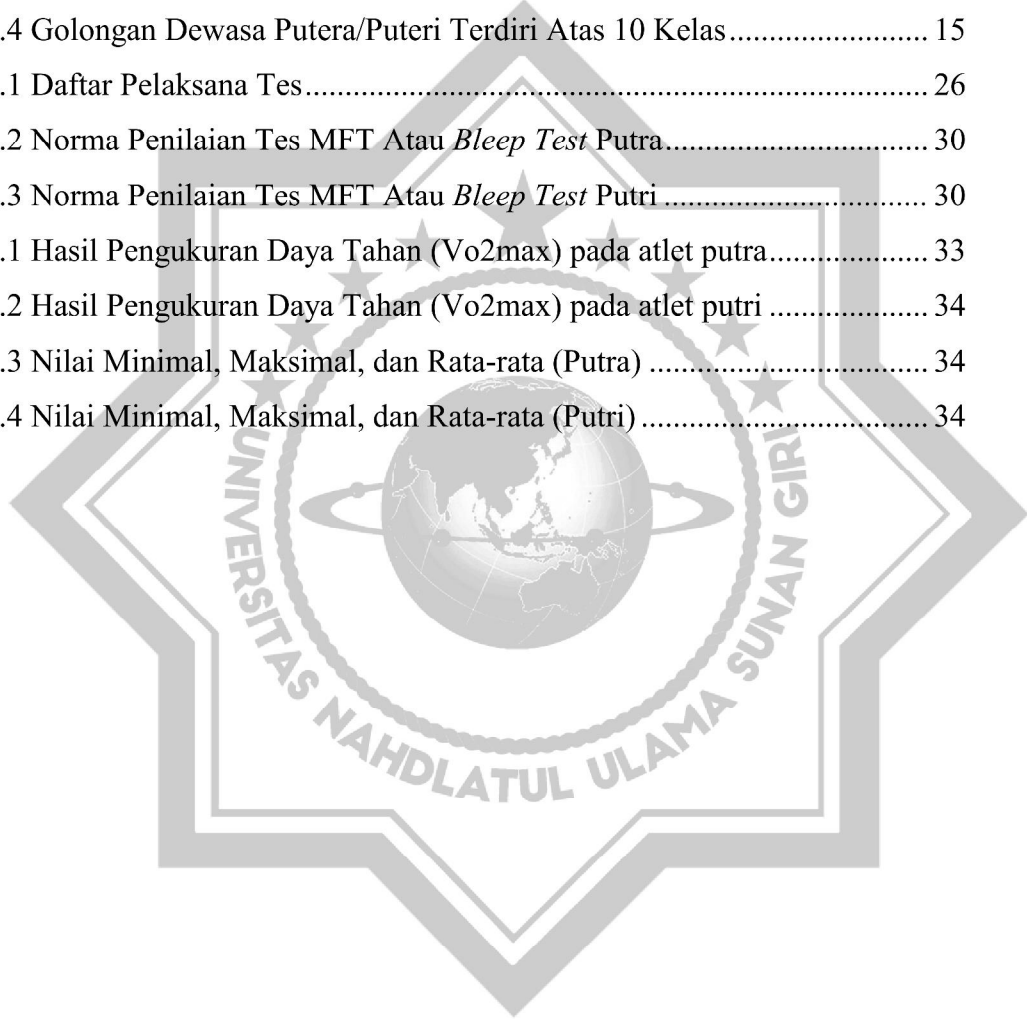 .4 Golongan Dewasa Putera/Puteri Terdiri Atas 10 Kelas........................ 15
.1 Daftar Pelaksana Tes............................................................................. 26
.2 Norma Penilaian Tes MFT Atau Bleep Test Putra................................. 30
.3 Norma Penilaian Tes MFT Atau Bleep Test Putri ................................. 30
.1 Hasil Pengukuran Daya Tahan (Vo2max) pada atlet putra.................... 33
.2 Hasil Pengukuran Daya Tahan (Vo2max) pada atlet putri .................... 34
.3 Nilai Minimal, Maksimal, dan Rata-rata (Putra) ................................... 34
.4 Nilai Minimal, Maksimal, dan Rata-rata (Putri) .................................... 34
UNIVERSITAS NAHDLATUL ULAMA SUNAN GIRI